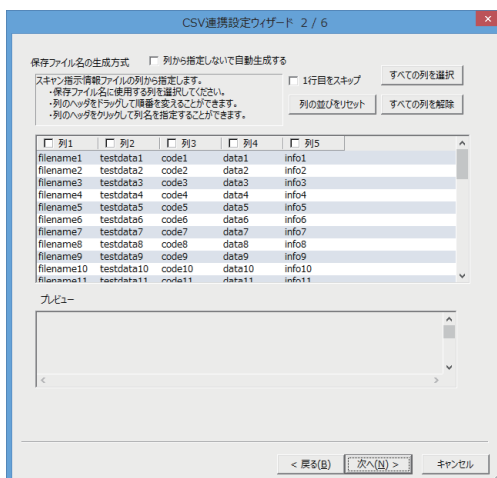 CSV連携設定ウィザード 2 / 6
×
保存ファイル名の生成方式
列から指定しないで自動生成する
スキャン指示情報ファイルの列から指定します。
・保存ファイル名に使用する列を選択してください。
・列のヘッダをドラッグして順番を変えることができます。
・列のヘッダをクリックして列名を指定することができます。
1行目をスキップ
すべての列を選択
列の並びをリセット
すべての列を解除
列1 列2 列3 列4 列5
filename1 testdata1 code1 data1 info1
filename2 testdata2 code2 data2 info2
filename3 testdata3 code3 data3 info3
filename4 testdata4 code4 data4 info4
filename5 testdata5 code5 data5 info5
filename6 testdata6 code6 data6 info6
filename7 testdata7 code7 data7 info7
filename8 testdata8 code8 data8 info8
filename9 testdata9 code9 data9 info9
filename10 testdata10 code10 data10 info10
filename11 testdata11 code11 data11 info11
プレビュー
< 戻る(B)
次へ(N) >
キャンセル